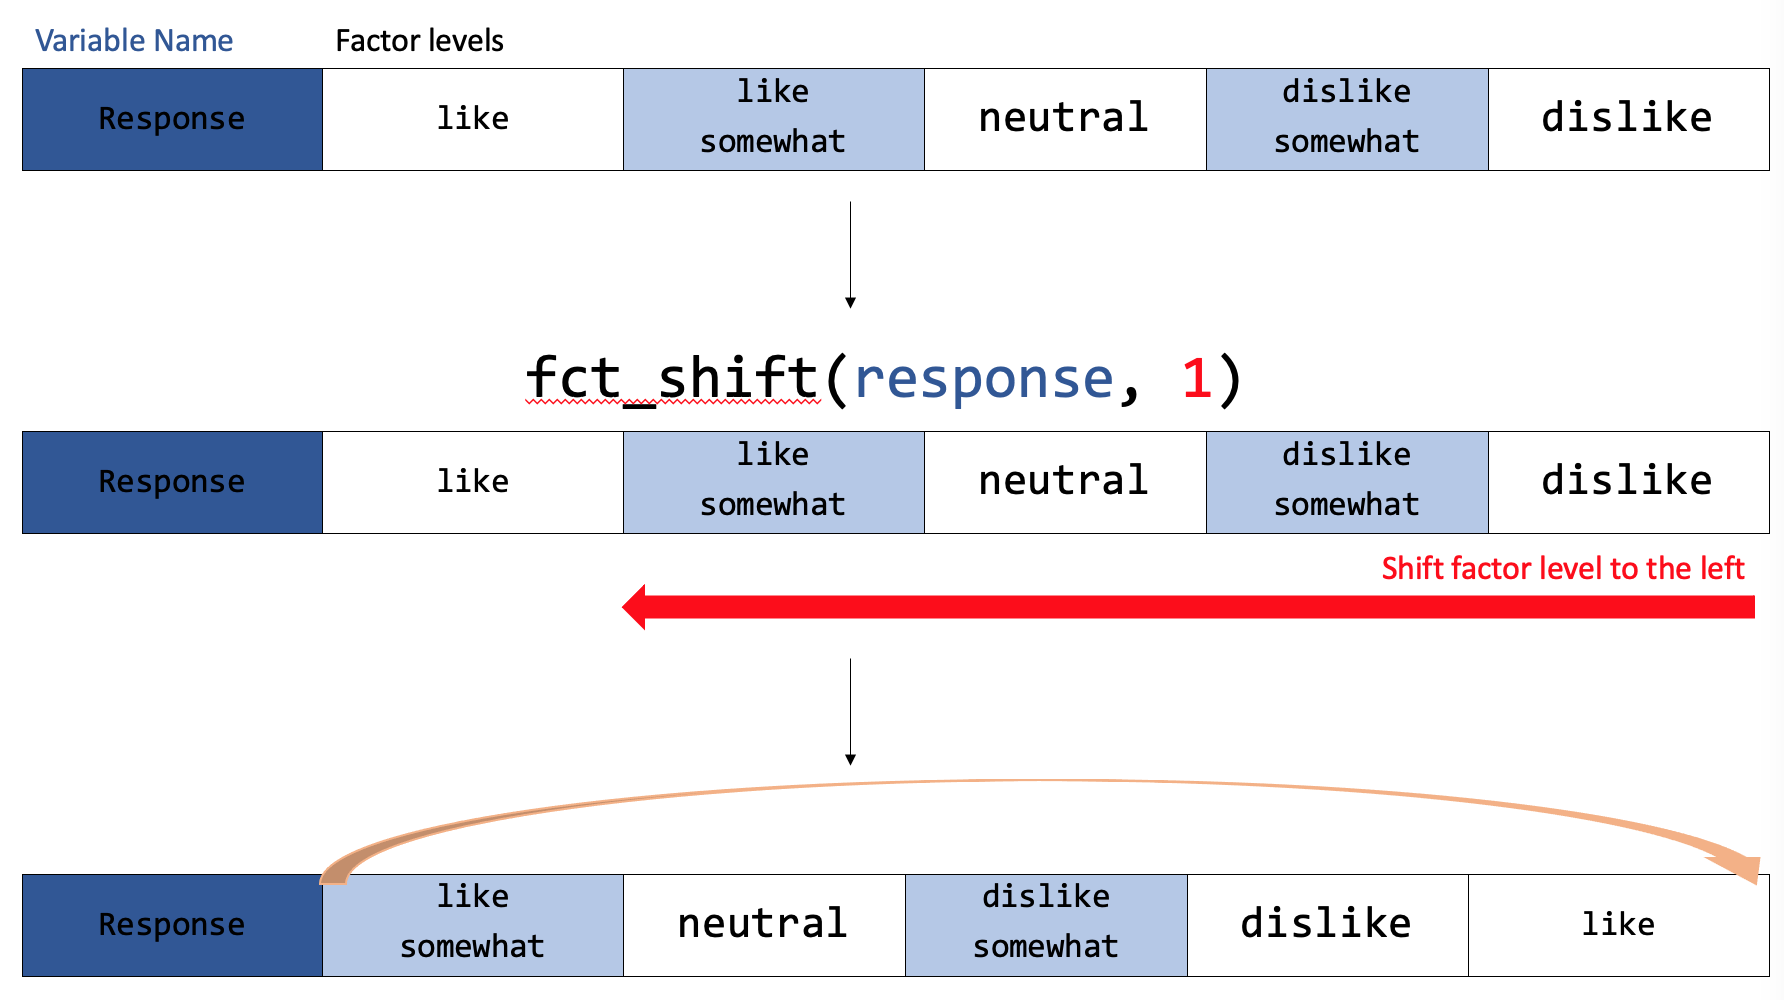 Variable Name
Factor levels
Response
like
like
somewhat
neutral
dislike
somewhat
dislike
fct_shift(response, 1)
Response
like
like
somewhat
neutral
dislike
somewhat
dislike
Shift factor level to the left
Response
like
somewhat
neutral
dislike
somewhat
dislike
like